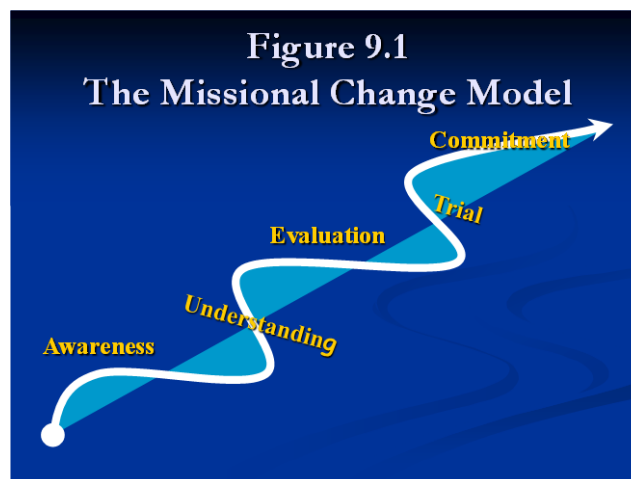 Figure 9.1
The Missional Change Model
Commitment
Trial
Evaluation
Understanding
Awareness